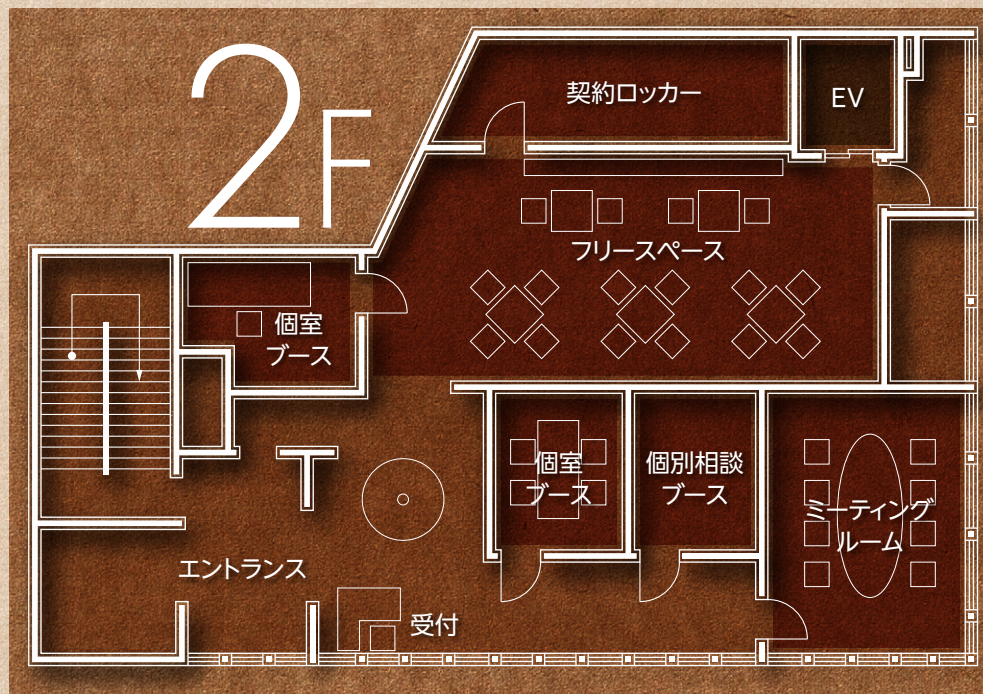 2F
契約ロッカー
EV
フリースペース
個室
ブース
個室
ブース
個別相談
ブース
ミーティング
ルーム
エントランス
受付